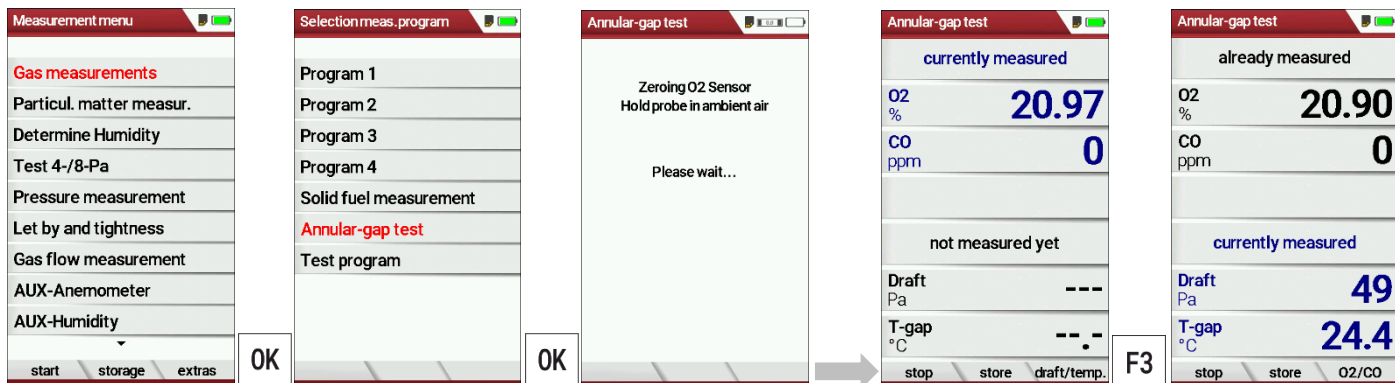 Measurement menu
Gas measurements
Particul. matter measur.
Determine Humidity
Test 4-/8-Pa
Pressure measurement
Let by and tightness
Gas flow measurement
AUX-Anemometer
AUX-Humidity
start storage extras
OK
Selection meas.program
Program 1
Program 2
Program 3
Program 4
Solid fuel measurement
Annular-gap test
Test program
OK
Annular-gap test
Zeroing O2 Sensor
Hold probe in ambient air
Please wait...
Annular-gap test
currently measured
O2 % 20.97
CO ppm 0
not measured yet
Draft Pa ---
T-gap °C --.-
stop store draft/temp.
F3
Annular-gap test
already measured
O2 % 20.90
CO ppm 0
currently measured
Draft Pa 49
T-gap °C 24.4
stop store O2/CO